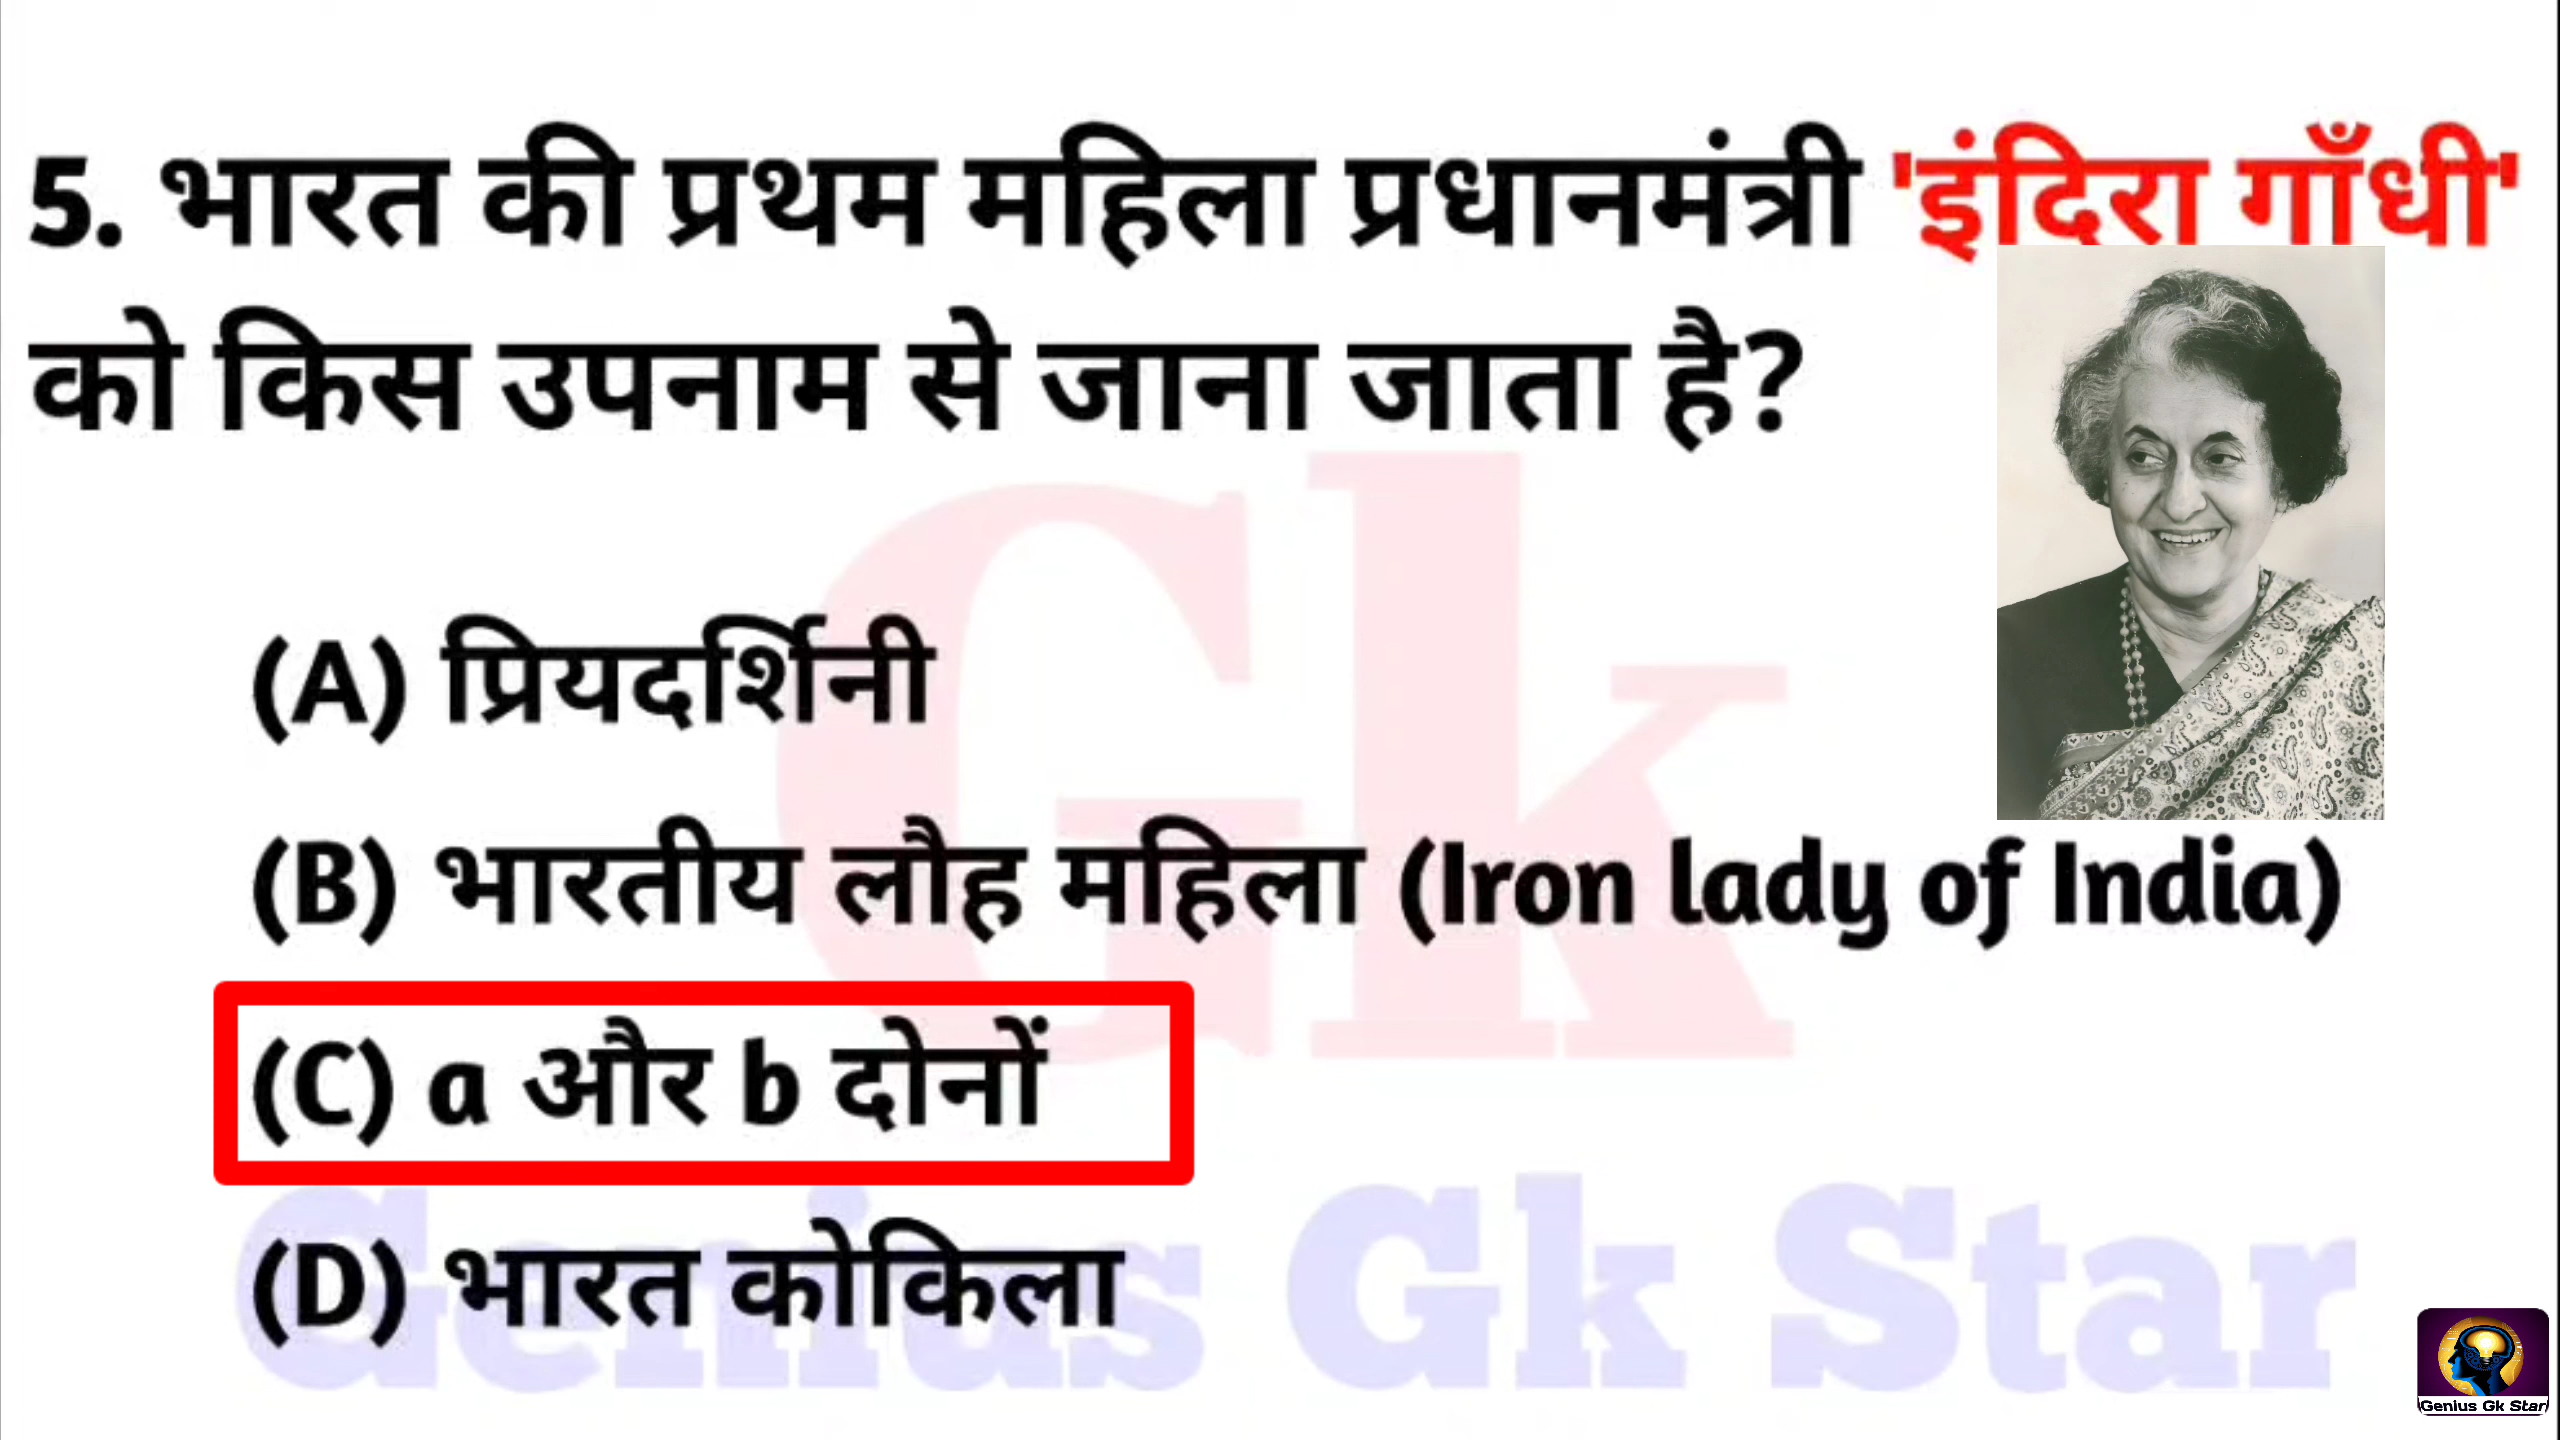 5. भारत की प्रथम महिला प्रधानमंत्री 'इंदिरा गाँधी'
को किस उपनाम से जाना जाता है?
(A) प्रियदर्शिनी
(B) भारतीय लौह महिला (Iron lady of India)
(C) a और b दोनों
(D) भारत कोकिला
Gk
Genius Gk Star
Genius Gk Star